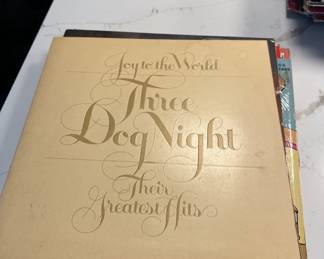 Joy to the World
Three
Dog Night
Their
Greatest Hits